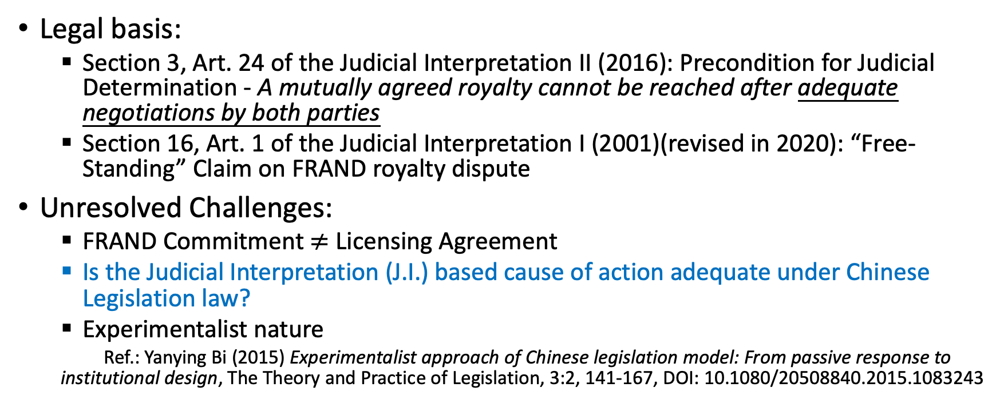 • Legal basis:
▪ Section 3, Art. 24 of the Judicial Interpretation II (2016): Precondition for Judicial
Determination - A mutually agreed royalty cannot be reached after adequate
negotiations by both parties
▪ Section 16, Art. 1 of the Judicial Interpretation I (2001)(revised in 2020): “Free-
Standing” Claim on FRAND royalty dispute
• Unresolved Challenges:
▪ FRAND Commitment ≠ Licensing Agreement
▪ Is the Judicial Interpretation (J.I.) based cause of action adequate under Chinese
Legislation law?
▪ Experimentalist nature
Ref.: Yanying Bi (2015) Experimentalist approach of Chinese legislation model: From passive response to
institutional design, The Theory and Practice of Legislation, 3:2, 141-167, DOI: 10.1080/20508840.2015.1083243